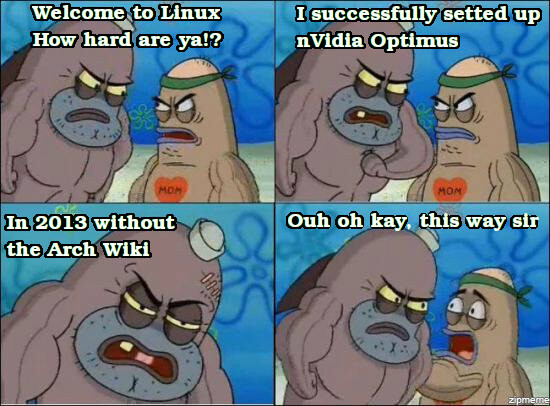 Welcome to Linux
How hard are ya!?
I successfully setted up
nVidia Optimus
MOM
MOM
In 2013 without
the Arch Wiki
Ouh oh kay, this way sir
zipmeme